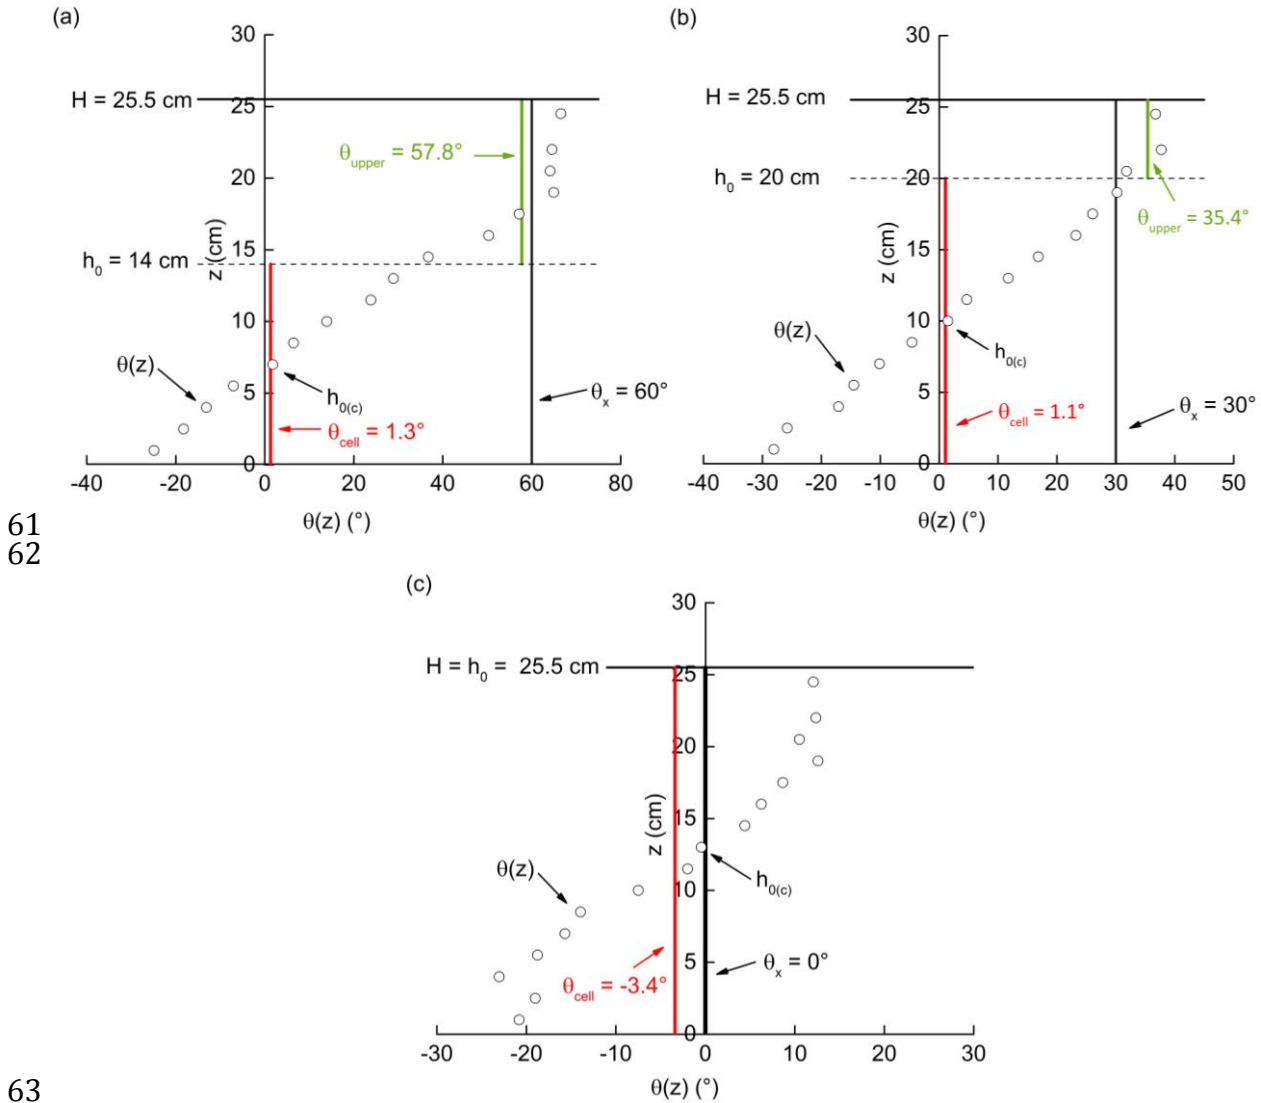 (a)
30
H = 25.5 cm
25
θupper = 57.8°
20
z (cm)
15
h0 = 14 cm
10
θ(z)
5
h0(c)
θx = 60°
θcell = 1.3°
0
-40 -20 0 20 40 60 80
θ(z) (°)
(b)
30
H = 25.5 cm
25
h0 = 20 cm
20
θupper = 35.4°
z (cm)
15
θ(z)
10
h0(c)
5
θcell = 1.1°
θx = 30°
0
-40 -30 -20 -10 0 10 20 30 40 50
θ(z) (°)
61
62
(c)
30
H = h0 = 25.5 cm
25
20
z (cm)
15
θ(z)
h0(c)
10
5
θx = 0°
θcell = -3.4°
0
-30 -20 -10 0 10 20 30
θ(z) (°)
63